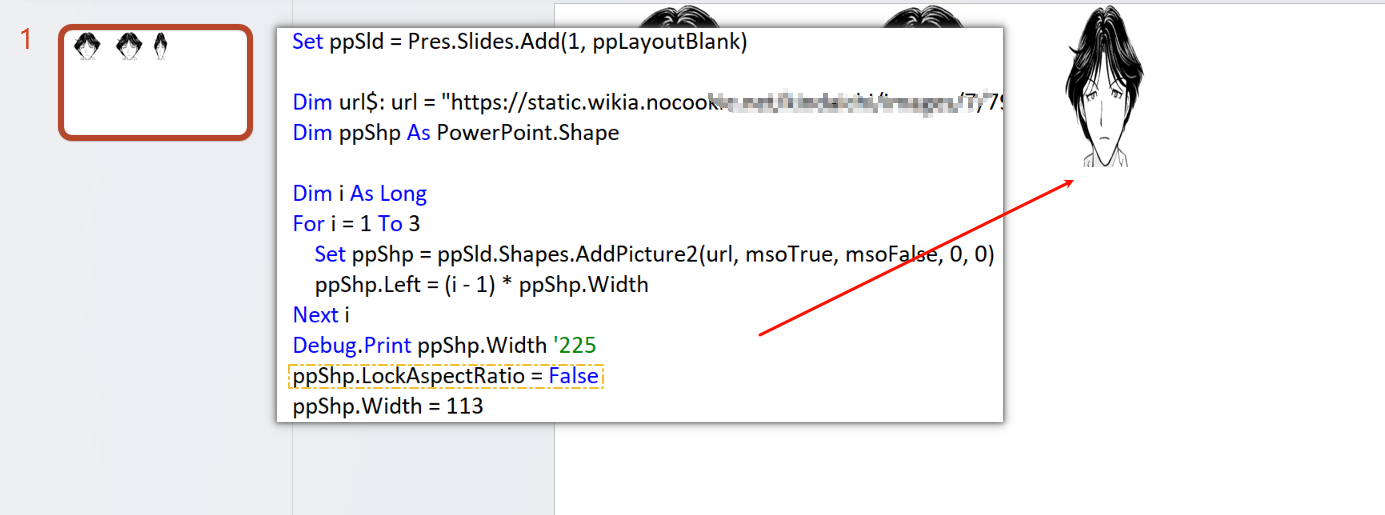 1
Set ppSld = Pres.Slides.Add(1, ppLayoutBlank)
Dim url$: url = "https://static.wikia.nocook
Dim ppShp As PowerPoint.Shape
Dim i As Long
For i = 1 To 3
Set ppShp = ppSld.Shapes.AddPicture2(url, msoTrue, msoFalse, 0, 0)
ppShp.Left = (i - 1) * ppShp.Width
Next i
Debug.Print ppShp.Width '225
ppShp.LockAspectRatio = False
ppShp.Width = 113